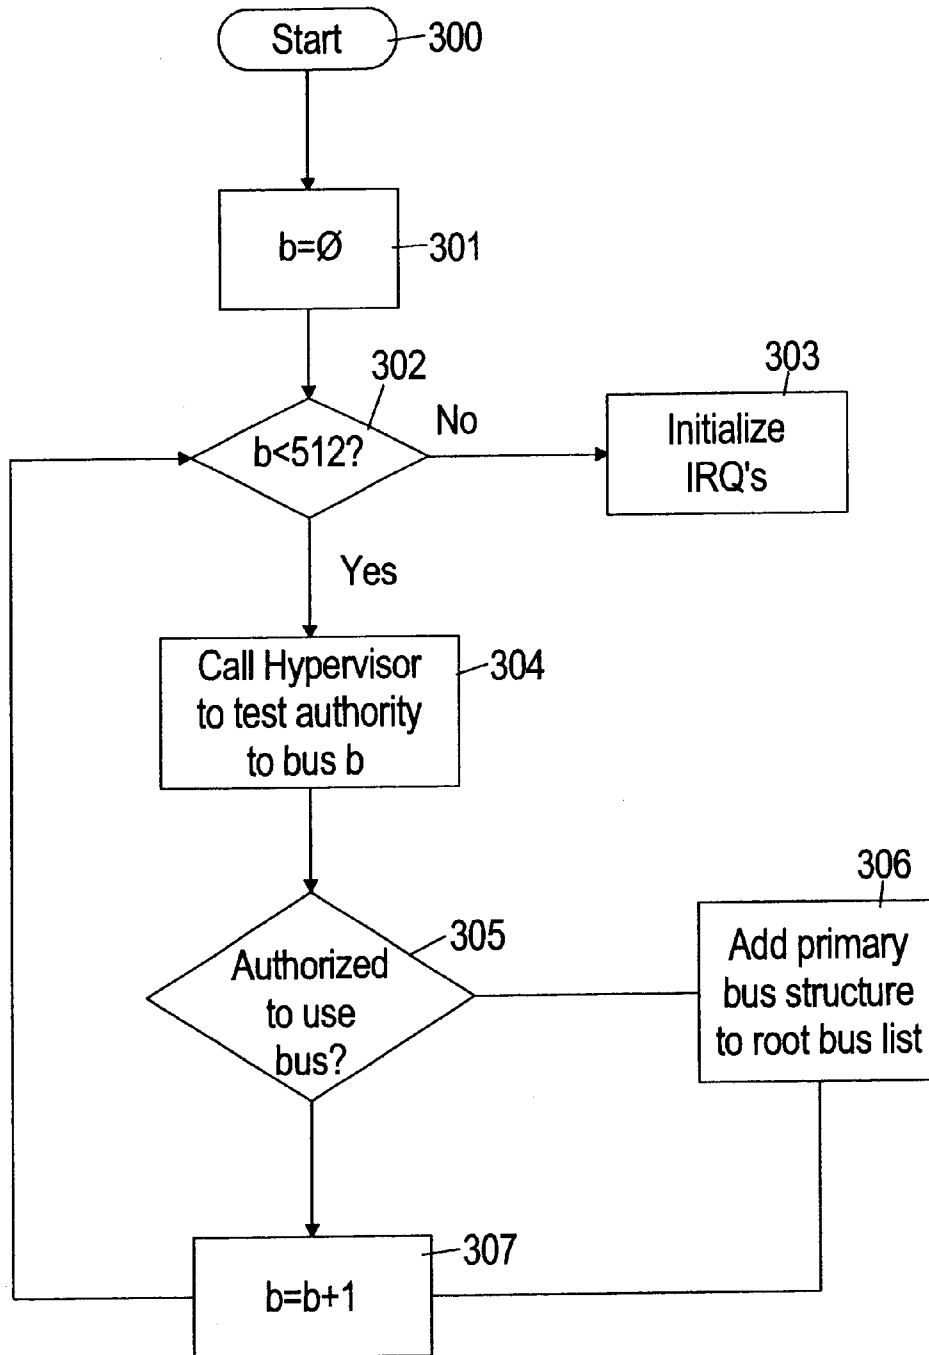 Start
300
b=Ø
301
302
b<512?
No
303
Initialize
IRQ's
Yes
Call Hypervisor
to test authority
to bus b
304
305
Authorized
to use
bus?
306
Add primary
bus structure
to root bus list
307
b=b+1